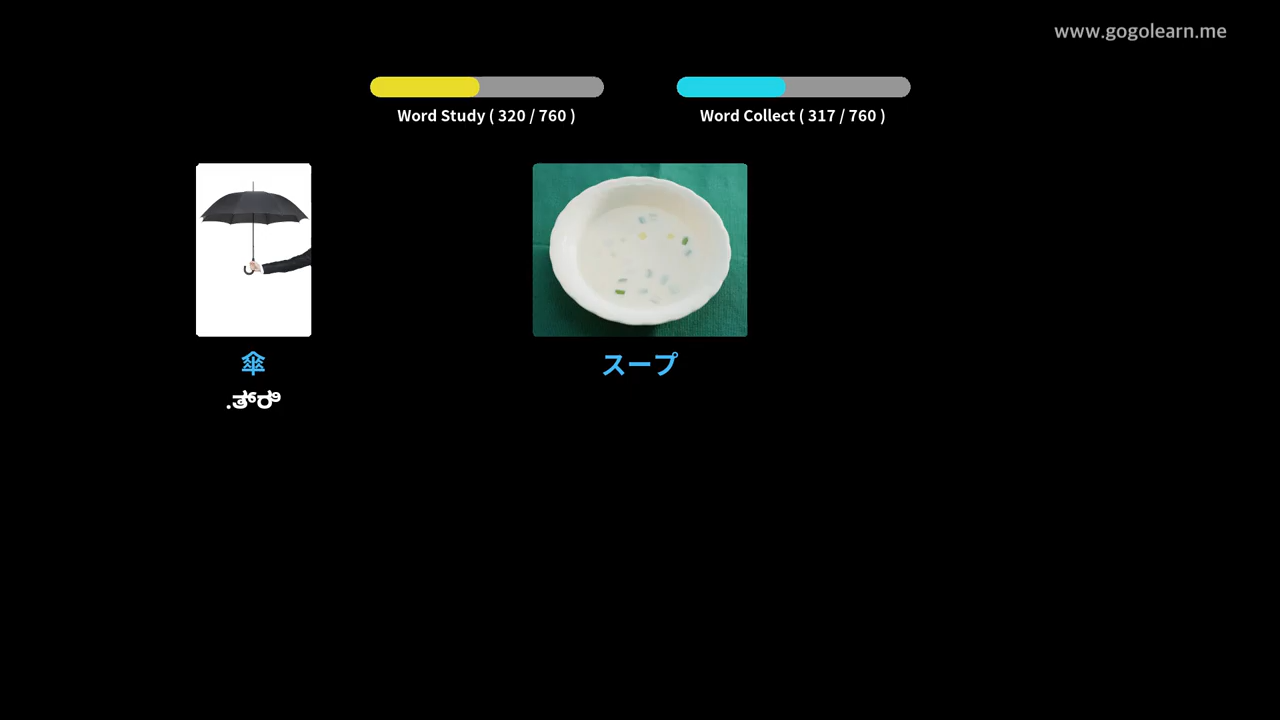 www.gogolearn.me
Word Study ( 320 / 760 )
Word Collect ( 317 / 760 )
傘
スープ
.ತ್ರಿ